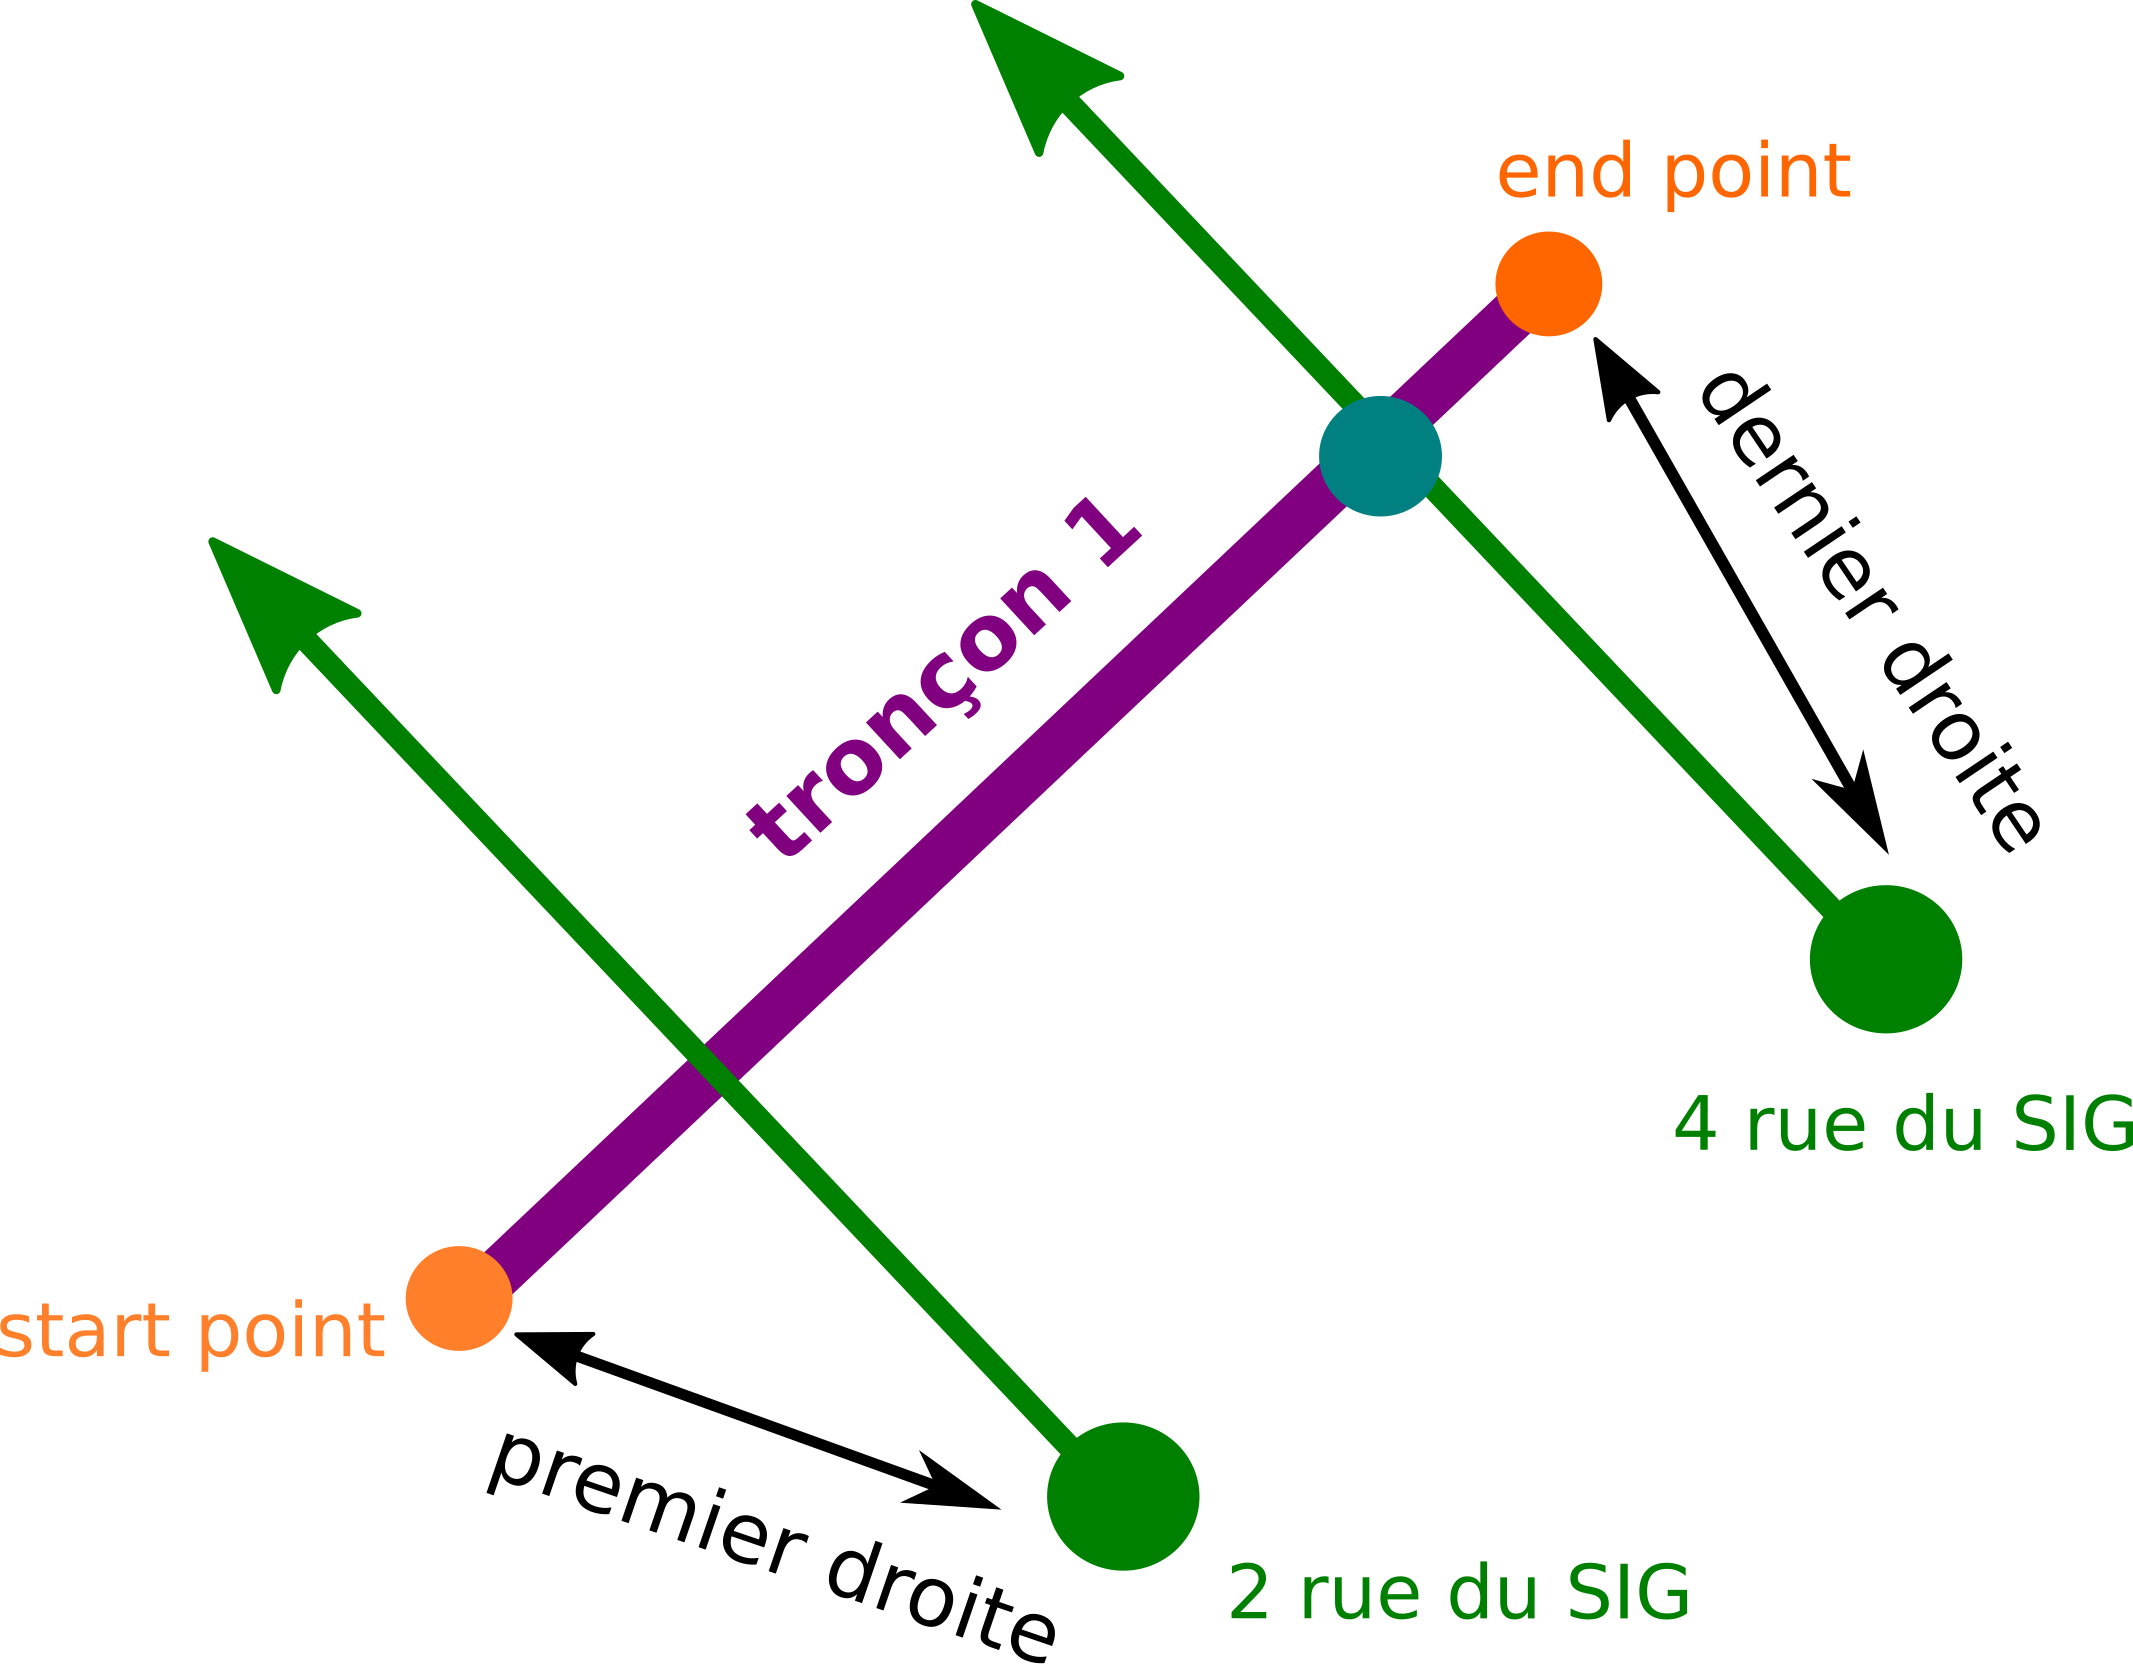 end point
dernier droite
tronçon 1
4 rue du SIG
start point
premier droite
2 rue du SIG